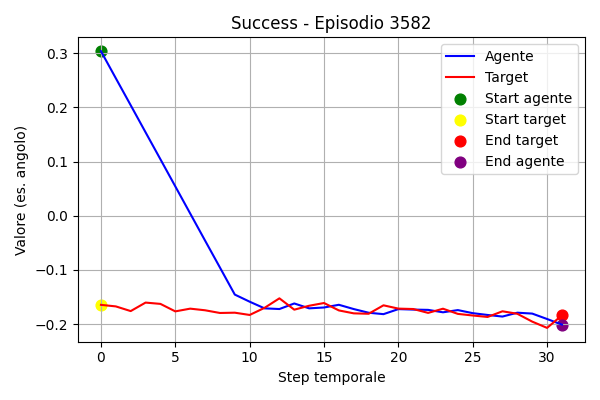 Success - Episodio 3582
Agente
Target
Start agente
Start target
End target
End agente
Valore (es. angolo)
0.3
0.2
0.1
0.0
−0.1
−0.2
0 5 10 15 20 25 30
Step temporale